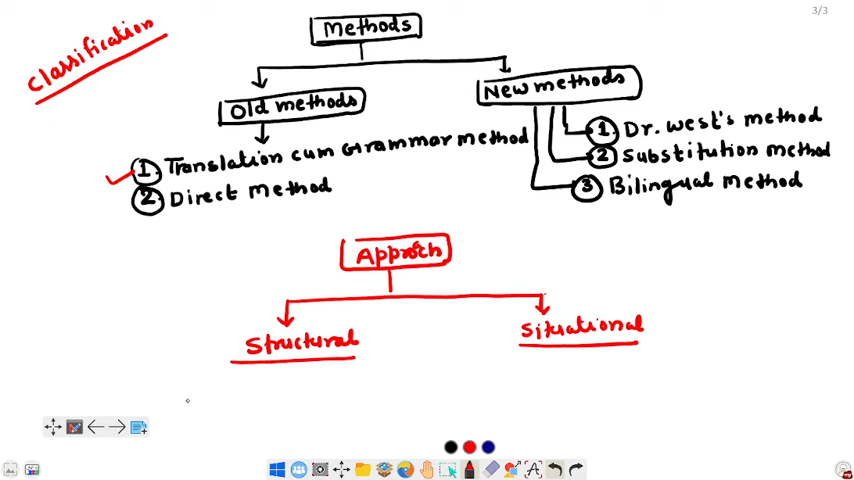 3/3
Classification
Methods
Old methods
New methods
1. Translation cum Grammar method
2. Direct Method
1. Dr. West's method
2 Substitution method
3 Bilingual method
Approch
Structural
Situational